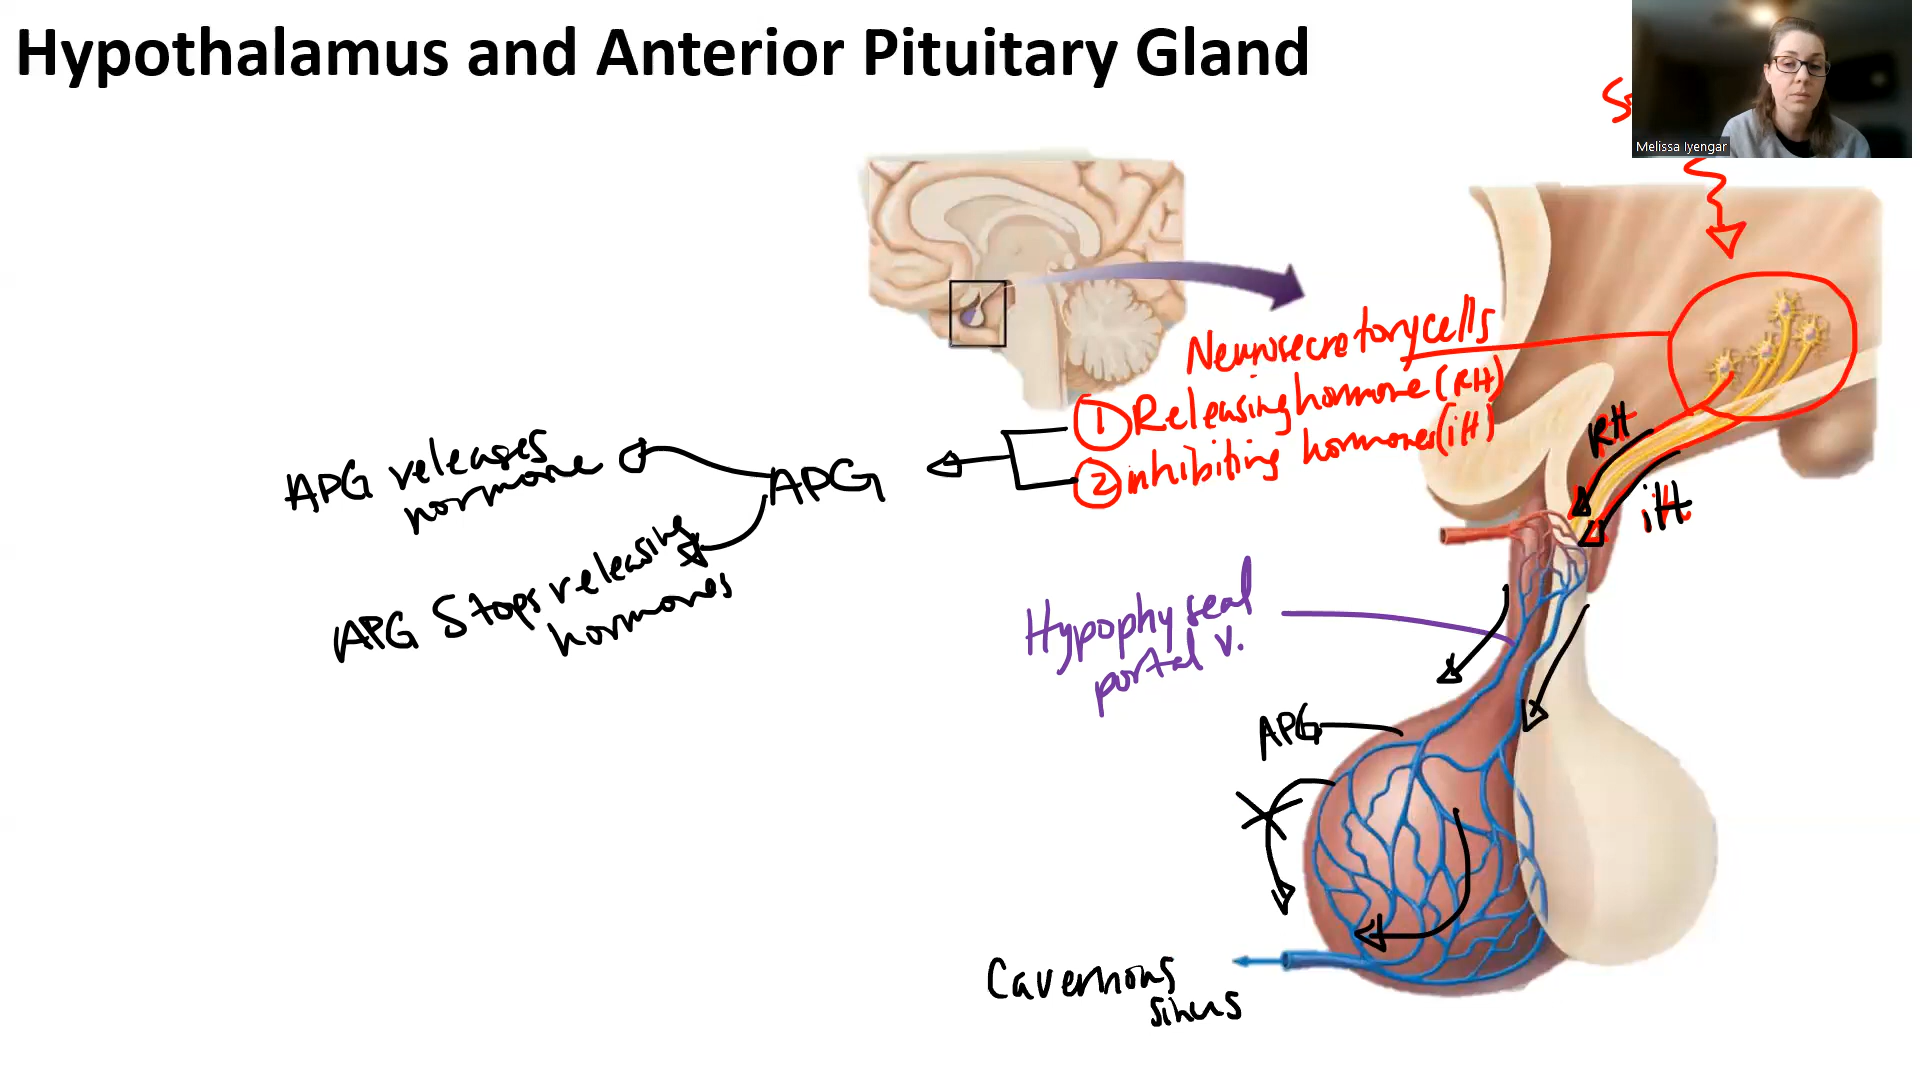 Hypothalamus and Anterior Pituitary Gland
Melissa Iyengar
Neurosecretory cells
① Releasing hormone (RH)
② inhibiting hormones (iH)
APG
APG releases
hormone
APG Stops releasing
hormones
RH
iH
Hypophyseal
portal v.
APG
Cavernous
sinus